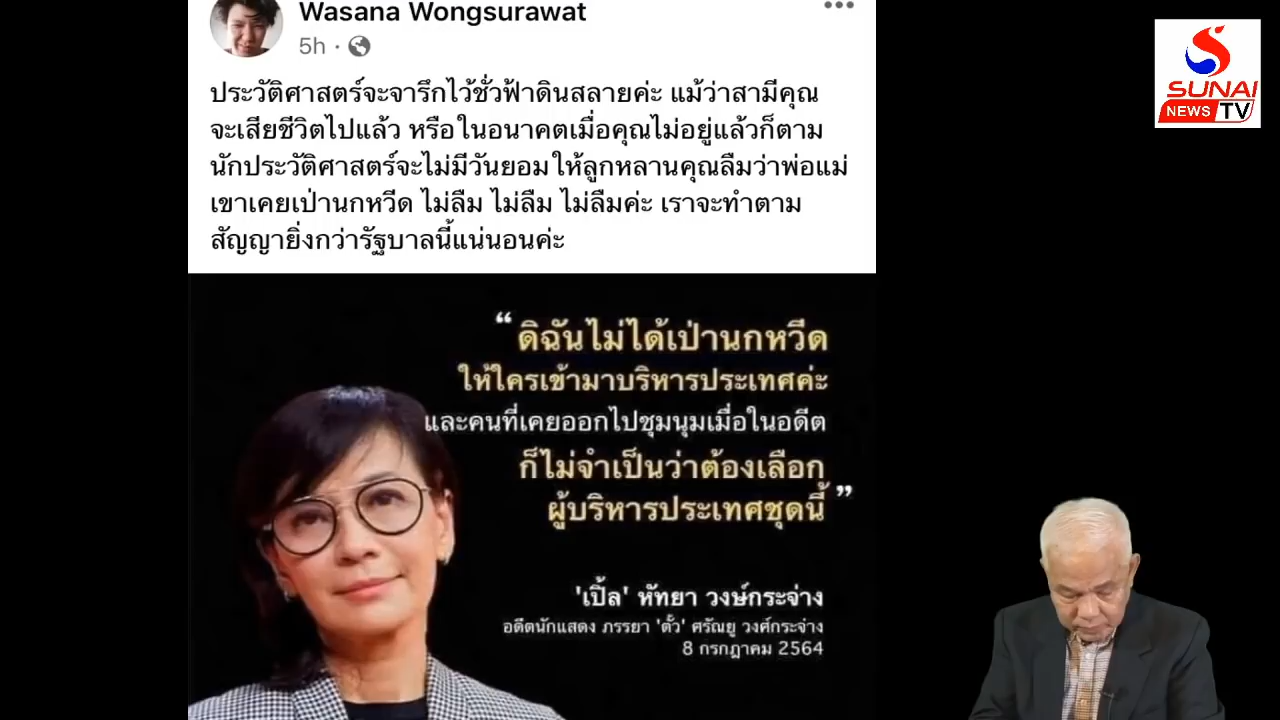 Wasana Wongsurawat
5h
ประวัติศาสตร์จะจารึกไว้ชั่วฟ้าดินสลายค่ะ แม้ว่าสามีคุณ
จะเสียชีวิตไปแล้ว หรือในอนาคตเมื่อคุณไม่อยู่แล้วก็ตาม
นักประวัติศาสตร์จะไม่มีวันยอมให้ลูกหลานคุณลืมว่าพ่อแม่
เขาเคยเป่านกหวีด ไม่ลืม ไม่ลืม ไม่ลืมค่ะ เราจะทำตาม
สัญญายิ่งกว่ารัฐบาลนี้แน่นอนค่ะ
“ ดิฉันไม่ได้เป่านกหวีด
ให้ใครเข้ามาบริหารประเทศค่ะ
และคนที่เคยออกไปชุมนุมเมื่อในอดีต
ก็ไม่จำเป็นว่าต้องเลือก
ผู้บริหารประเทศชุดนี้ ”
'เปิ้ล' หัทยา วงษ์กระจ่าง
อดีตนักแสดง ภรรยา 'ตั้ว' ศรัณยู วงศ์กระจ่าง
8 กรกฎาคม 2564
SUNAI
NEWS TV